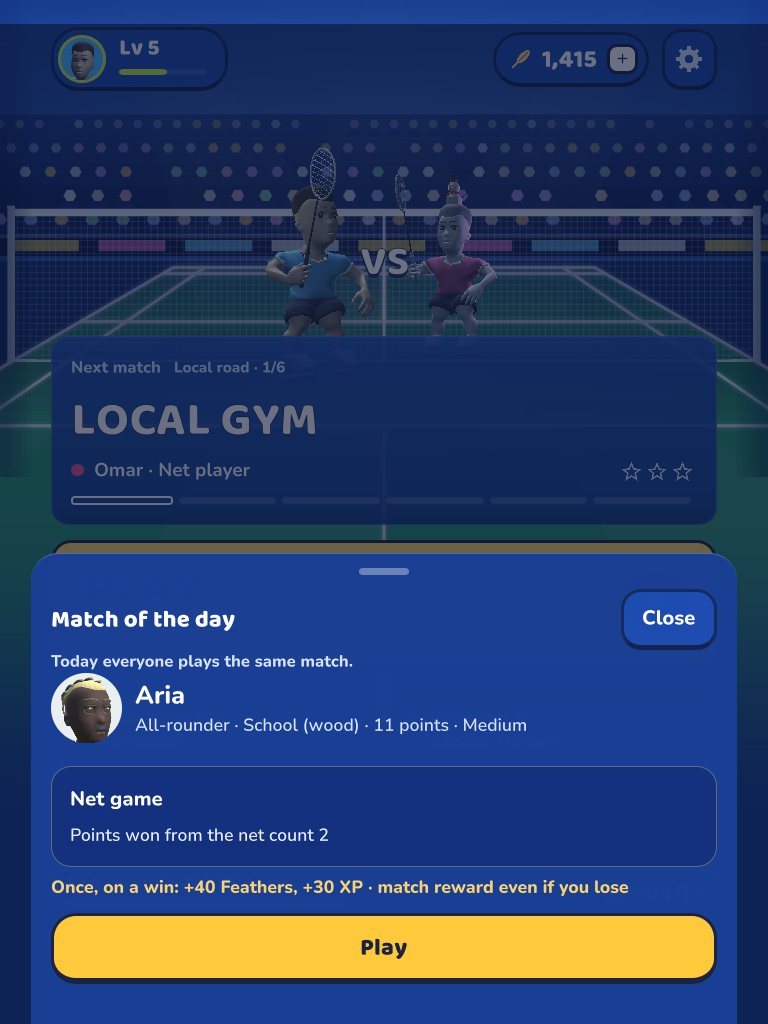 Lv 5
1,415
+
VS
Next match Local road · 1/6
LOCAL GYM
Omar · Net player
Match of the day
Close
Today everyone plays the same match.
Aria
All-rounder · School (wood) · 11 points · Medium
Net game
Points won from the net count 2
Once, on a win: +40 Feathers, +30 XP · match reward even if you lose
Play